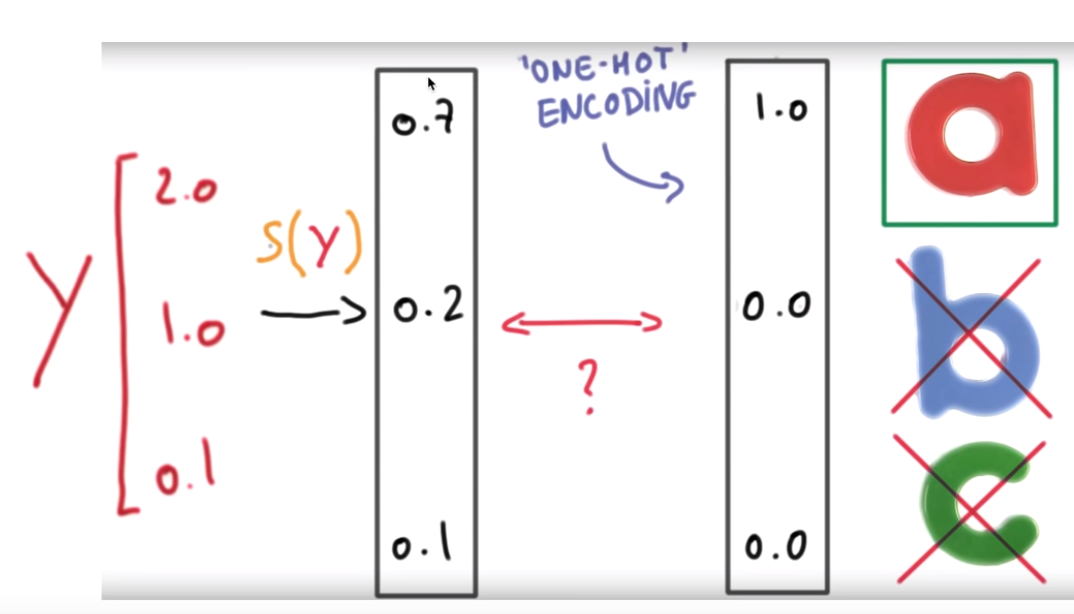 'ONE-HOT'
ENCODING
Y
2.0
1.0
0.1
S(Y)
0.7
0.2
0.1
?
1.0
0.0
0.0
a
b
c